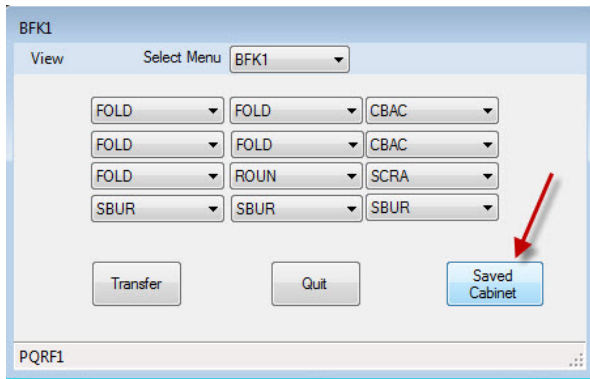 BFK1
View Select Menu BFK1
FOLD FOLD CBAC
FOLD FOLD CBAC
FOLD ROUN SCRA
SBUR SBUR SBUR
Transfer Quit Saved
Cabinet
PQRF1